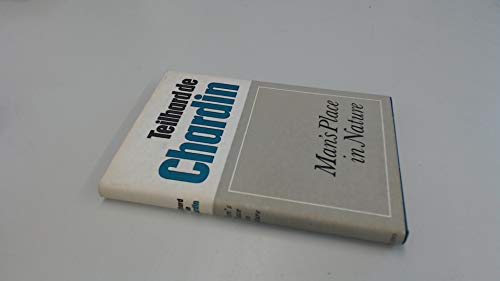 Teilhard de
Chardin
Man's Place
in Nature